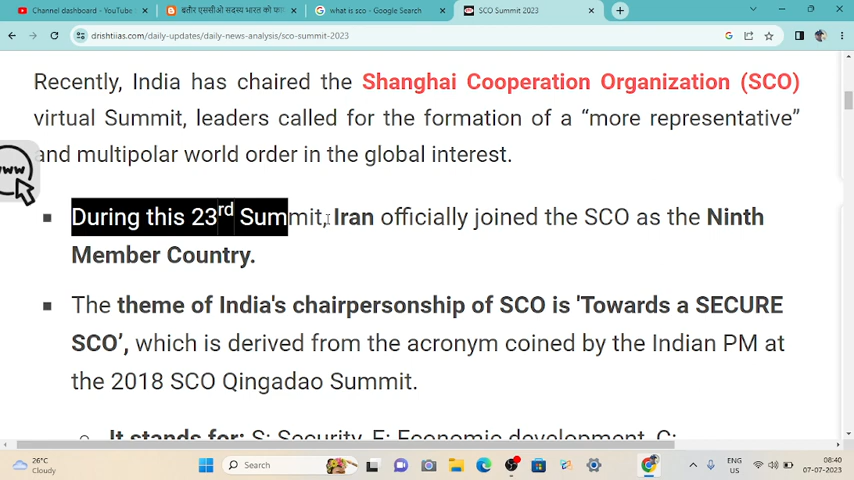 Channel dashboard - YouTube
बतौर एससीओ सदस्य भारत को फा
what is sco - Google Search
SCO Summit 2023
drishtiias.com/daily-updates/daily-news-analysis/sco-summit-2023
Recently, India has chaired the Shanghai Cooperation Organization (SCO)
virtual Summit, leaders called for the formation of a “more representative”
and multipolar world order in the global interest.
www
During this 23rd Summit, Iran officially joined the SCO as the Ninth
Member Country.
The theme of India's chairpersonship of SCO is 'Towards a SECURE
SCO’, which is derived from the acronym coined by the Indian PM at
the 2018 SCO Qingadao Summit.
It stands for: S: Security, E: Economic development, C:
26°C
Cloudy
Search
ENG
US
08:40
07-07-2023